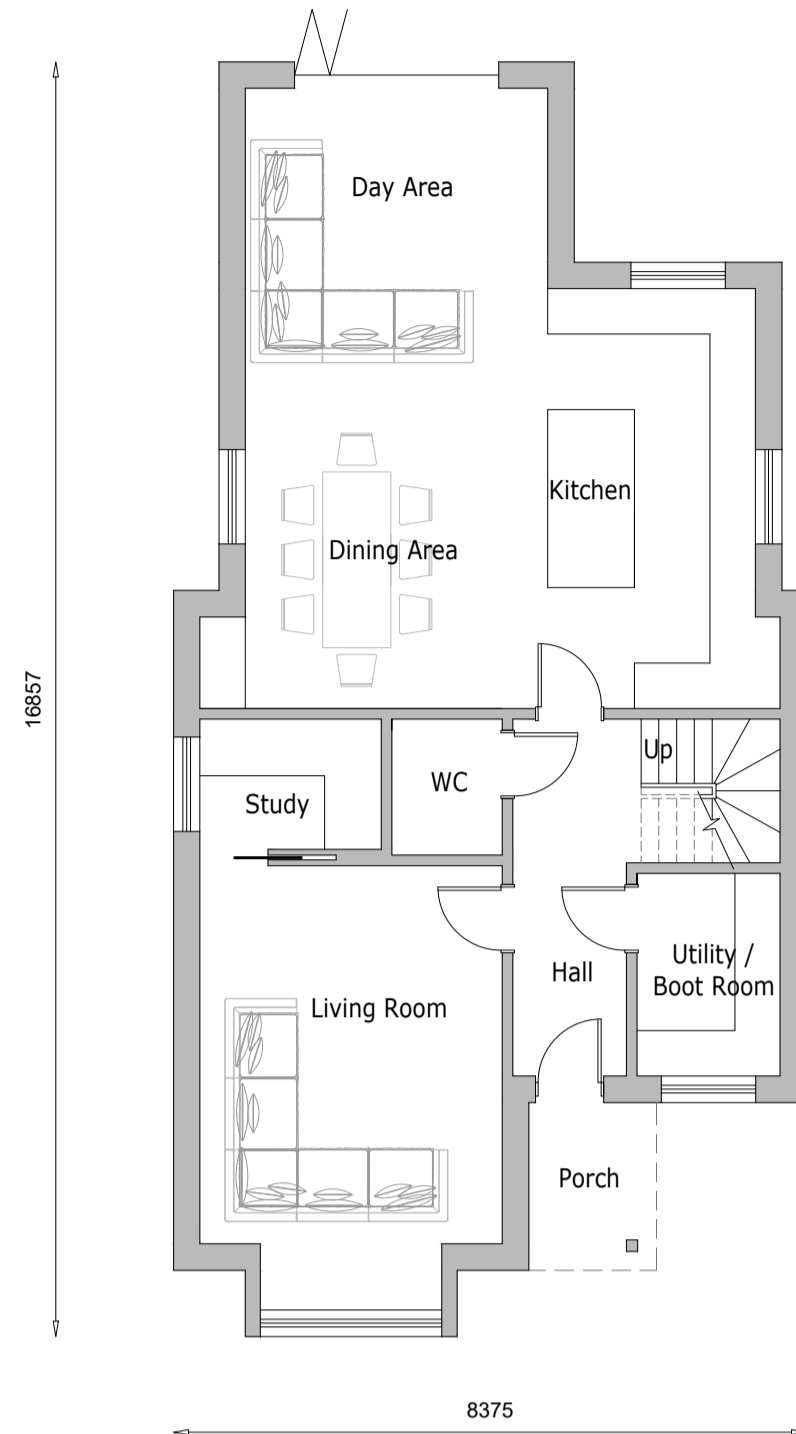 Day Area
Kitchen
Dining Area
16857
Up
WC
Study
Utility /
Boot Room
Hall
Living Room
Porch
8375